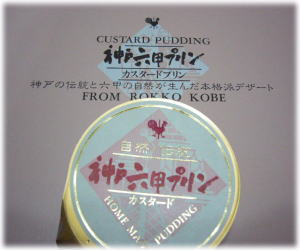 CUSTARD PUDDING
神戸六甲プリン
カスタードプリン
神戸の伝統と六甲の自然が生んだ本格派デザート
FROM ROKKO KOBE
自然 伝統
神戸六甲プリン
カスタード
HOME MADE PUDDING